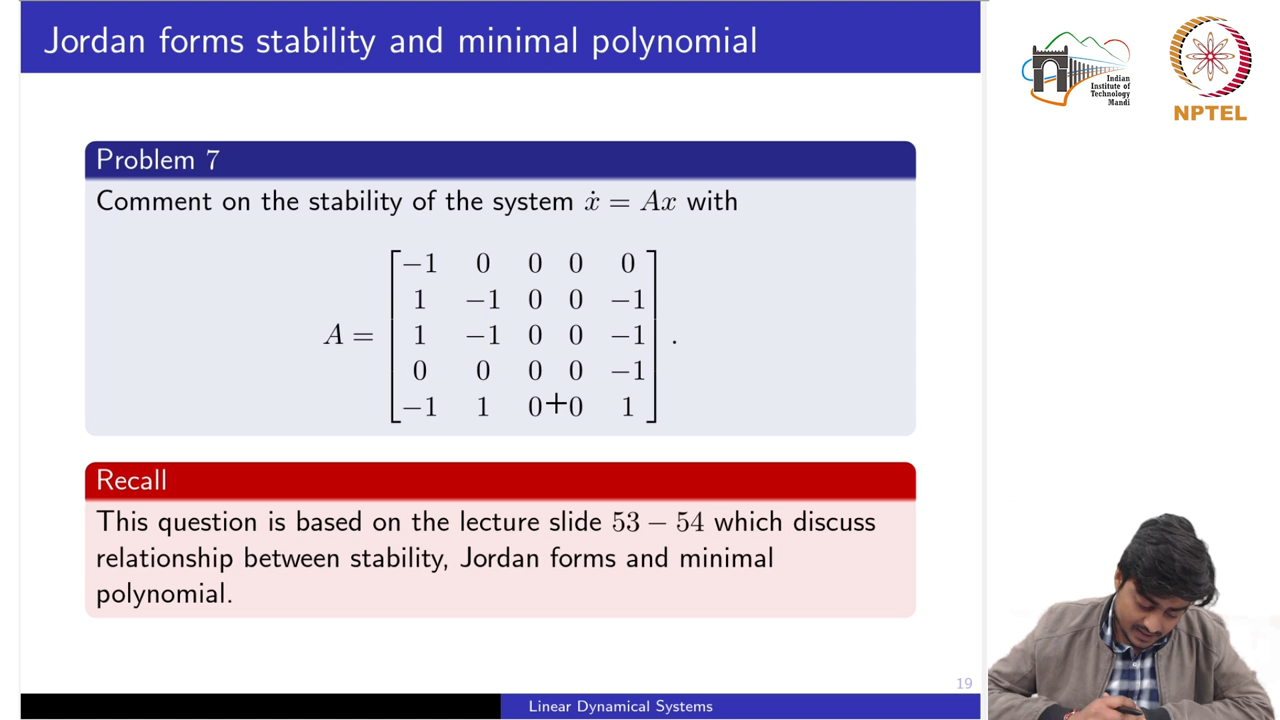 Jordan forms stability and minimal polynomial
Indian
Institute of
Technology
Mandi
NPTEL
Problem 7
Comment on the stability of the system ẋ = Ax with
A =
−1 0 0 0 0
1 −1 0 0 −1
1 −1 0 0 −1
0 0 0 0 −1
−1 1 0 0 1
.
Recall
This question is based on the lecture slide 53 − 54 which discuss
relationship between stability, Jordan forms and minimal
polynomial.
19
Linear Dynamical Systems